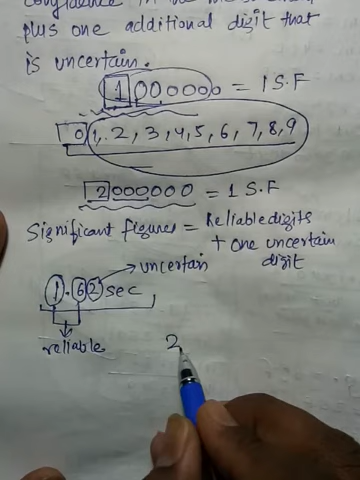 plus one additional digit that
is uncertain.
1000000 = 1 S.F
0 1, 2, 3, 4, 5, 6, 7, 8, 9
2000000 = 1 S.F
Significant figures = Reliable digits
+ one uncertain
digit
uncertain
1.62 sec
reliable
2